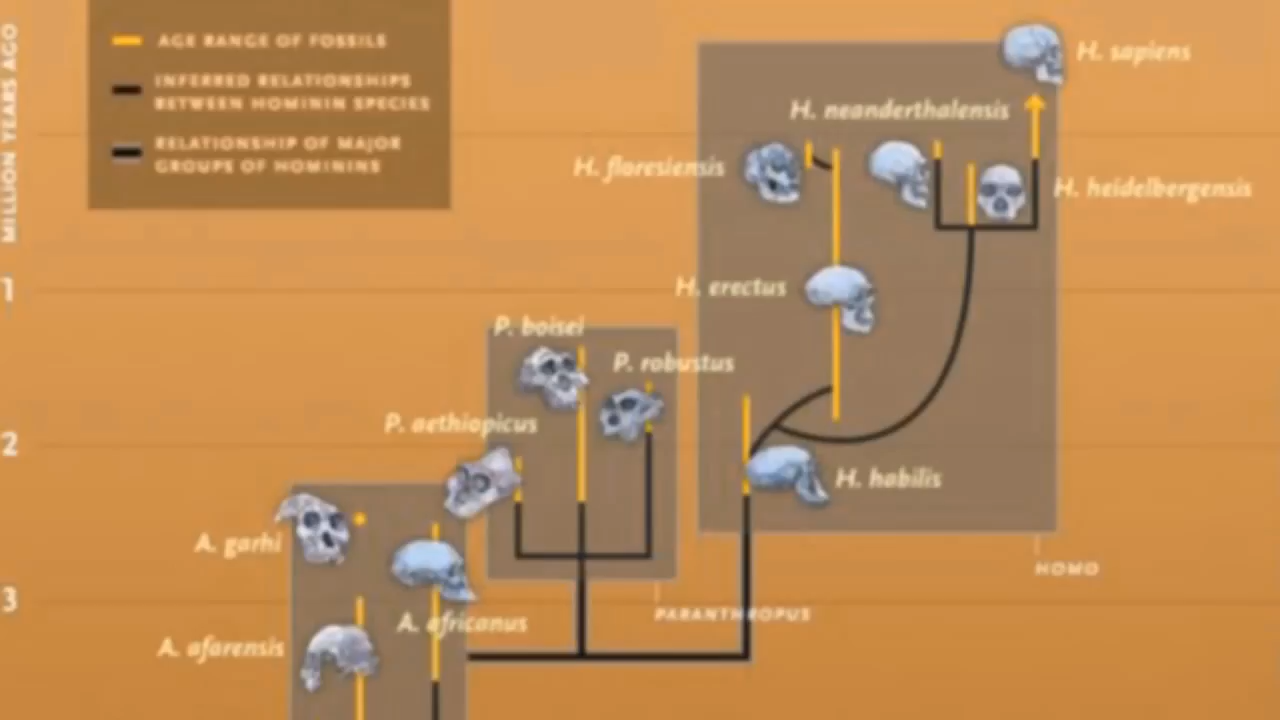 MILLION YEARS AGO
AGE RANGE OF FOSSILS
INFERRED RELATIONSHIPS
BETWEEN HOMININ SPECIES
RELATIONSHIP OF MAJOR
GROUPS OF HOMININS
H. sapiens
H. neanderthalensis
H. floresiensis
H. heidelbergensis
1
H. erectus
P. boisei
P. robustus
P. aethiopicus
2
H. habilis
A. garhi
HOMO
3
PARANTHROPUS
A. africanus
A. afarensis